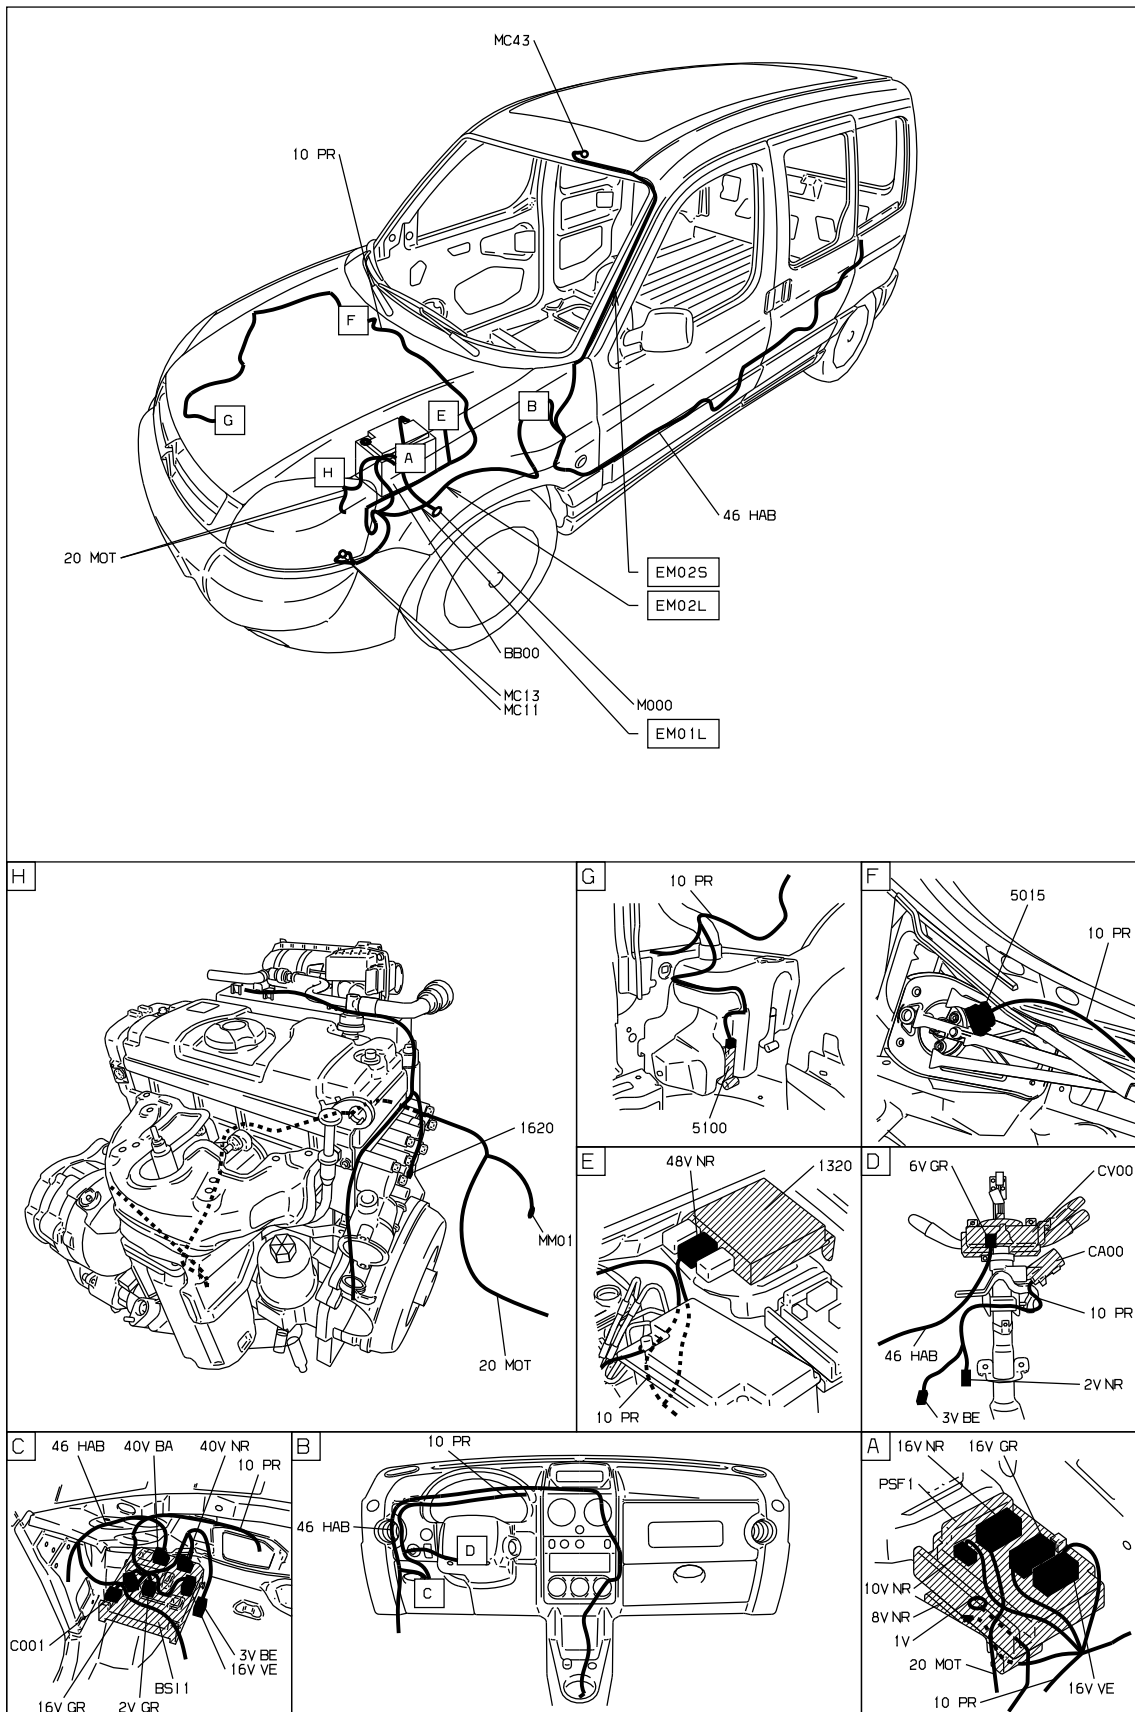 MC43
10 PR
F
G
B
E
A
H
46 HAB
20 MOT
EM02S
EM02L
BB00
MC13
MC11
M000
EM01L
H
1620
MM01
20 MOT
G
10 PR
5100
F
5015
10 PR
E
48V NR
1320
10 PR
D
6V GR
CV00
CA00
10 PR
46 HAB
2V NR
3V BE
C
46 HAB
40V BA
40V NR
10 PR
C001
3V BE
16V VE
BSI1
16V GR
2V GR
B
10 PR
46 HAB
D
C
A
16V NR
16V GR
PSF1
10V NR
8V NR
1V
20 MOT
10 PR
16V VE